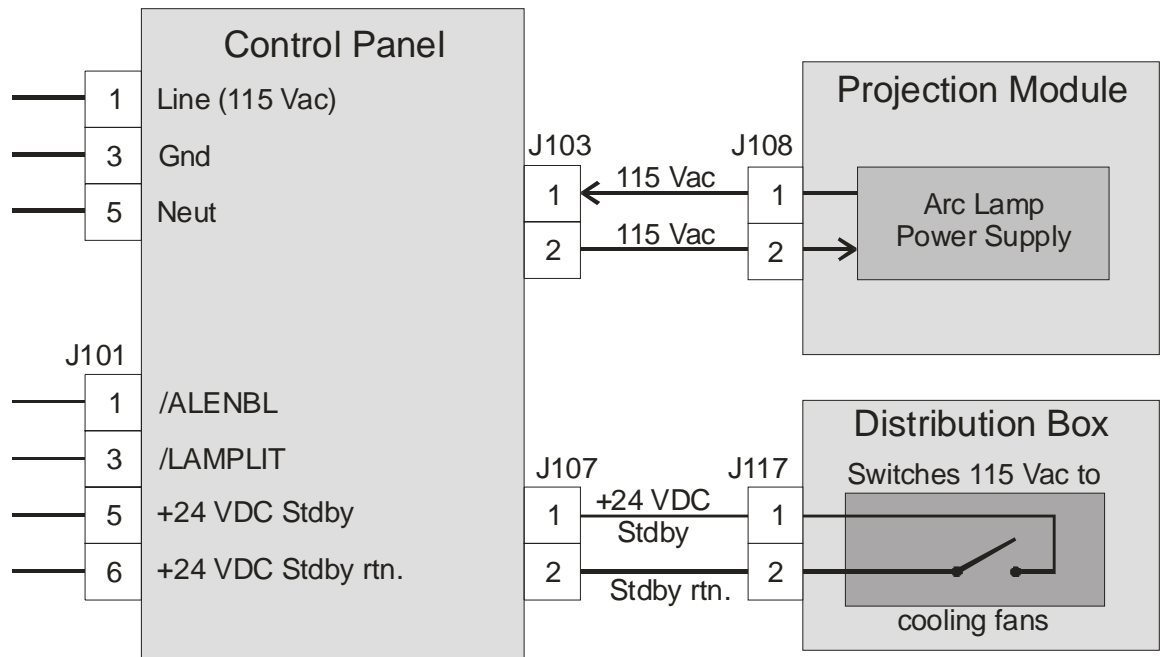 Control Panel
1 Line (115 Vac)
3 Gnd
5 Neut
J101
1 /ALENBL
3 /LAMPLIT
5 +24 VDC Stdby
6 +24 VDC Stdby rtn.
J103 J108
1 115 Vac 1
2 115 Vac 2
Projection Module
Arc Lamp
Power Supply
J107 J117
1 +24 VDC 1
Stdby
2 2
Stdby rtn.
Distribution Box
Switches 115 Vac to
cooling fans